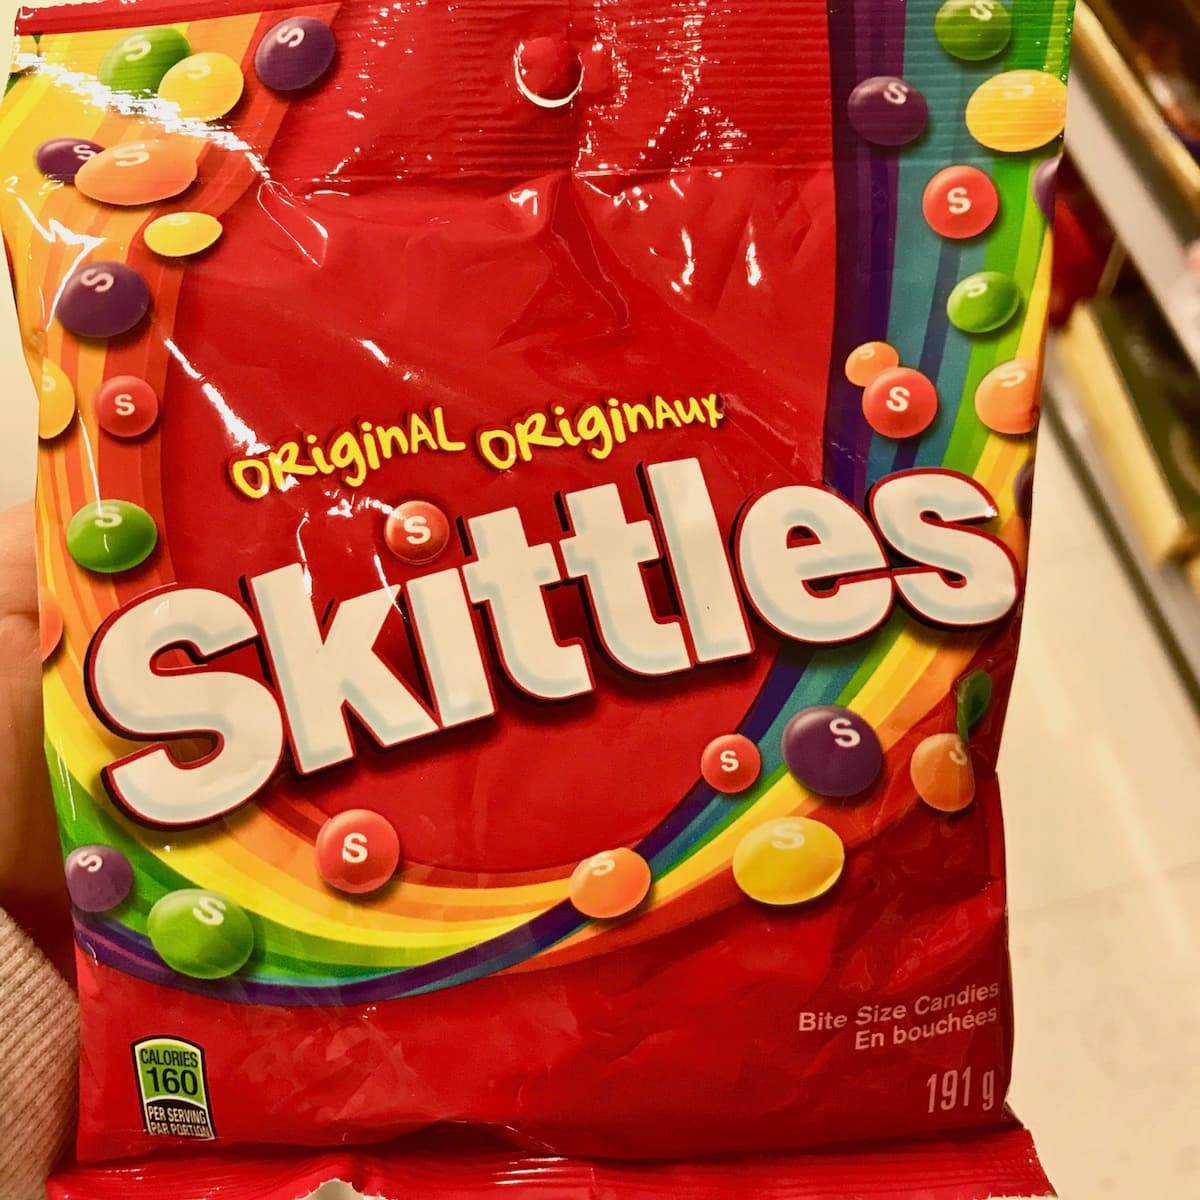 ORiginAL ORiginAux
Skittles
Bite Size Candies
En bouchées
191 g
CALORIES
160
PER SERVING
PAR PORTION